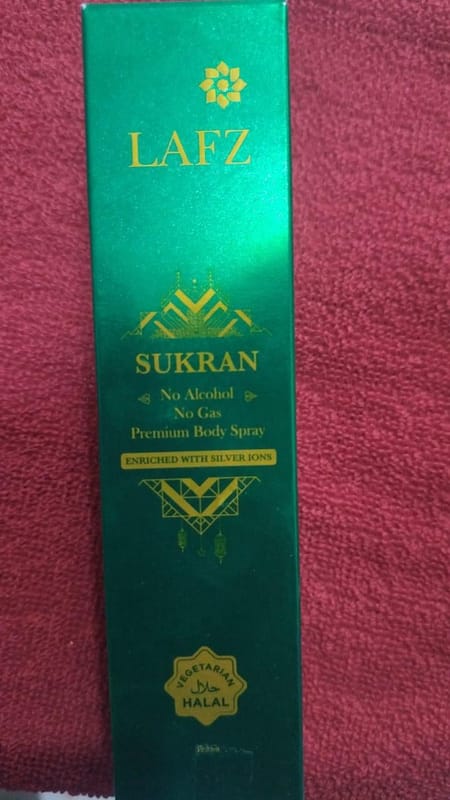 LAFZ
SUKRAN
No Alcohol
No Gas
Premium Body Spray
ENRICHED WITH SILVER IONS
VEGETARIAN
حلال
HALAL